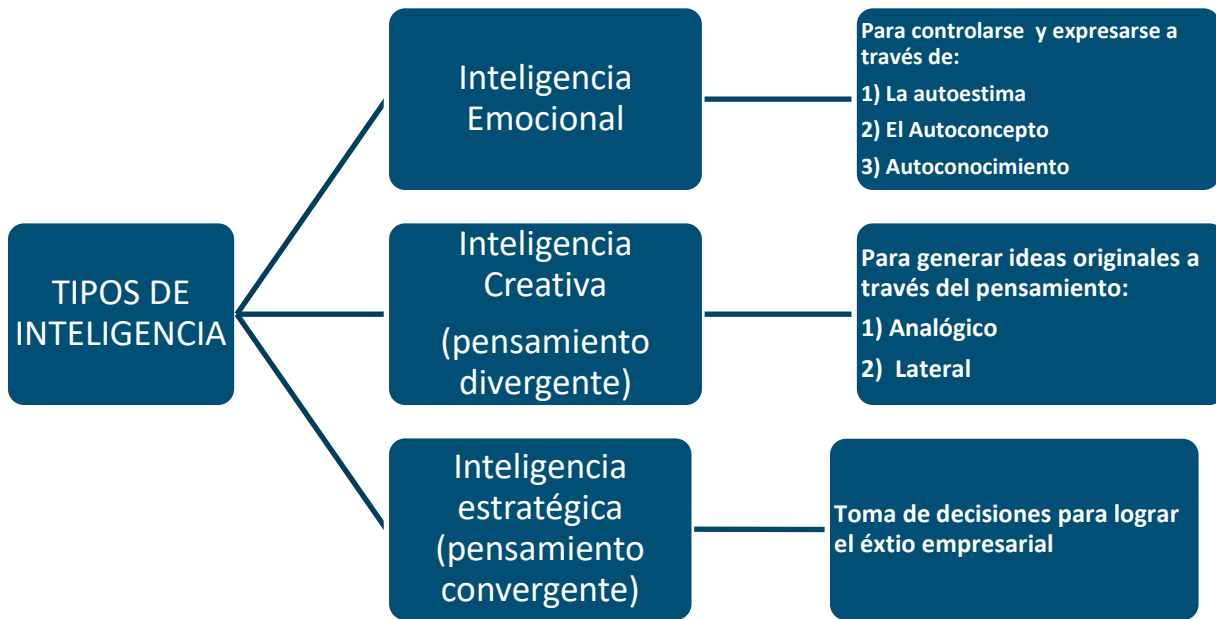 TIPOS DE
INTELIGENCIA
Inteligencia
Emocional
Para controlarse y expresarse a
través de:
1) La autoestima
2) El Autoconcepto
3) Autoconocimiento
Inteligencia
Creativa
(pensamiento
divergente)
Para generar ideas originales a
través del pensamiento:
1) Analógico
2) Lateral
Inteligencia
estratégica
(pensamiento
convergente)
Toma de decisiones para lograr
el éxtio empresarial